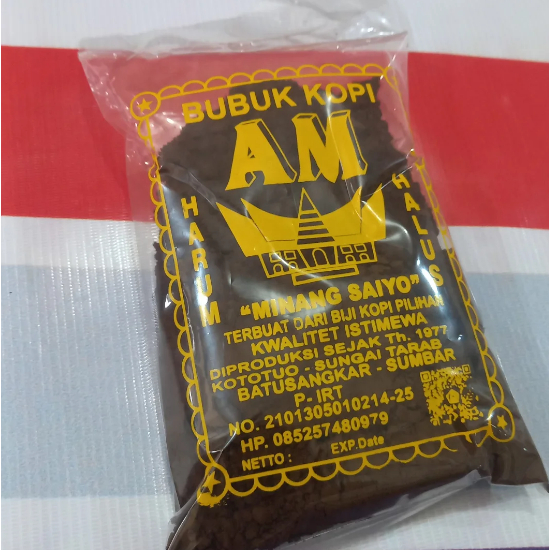 BUBUK KOPI
AM
HARUM
HALUS
"MINANG SAIYO"
TERBUAT DARI BIJI KOPI PILIHAN
KWALITET ISTIMEWA
DIPRODUKSI SEJAK Th. 1977
KOTOTUO - SUNGAI TARAB
BATUSANGKAR - SUMBAR
P- IRT
NO. 2101305010214-25
HP. 085257480979
NETTO : EXP.Date